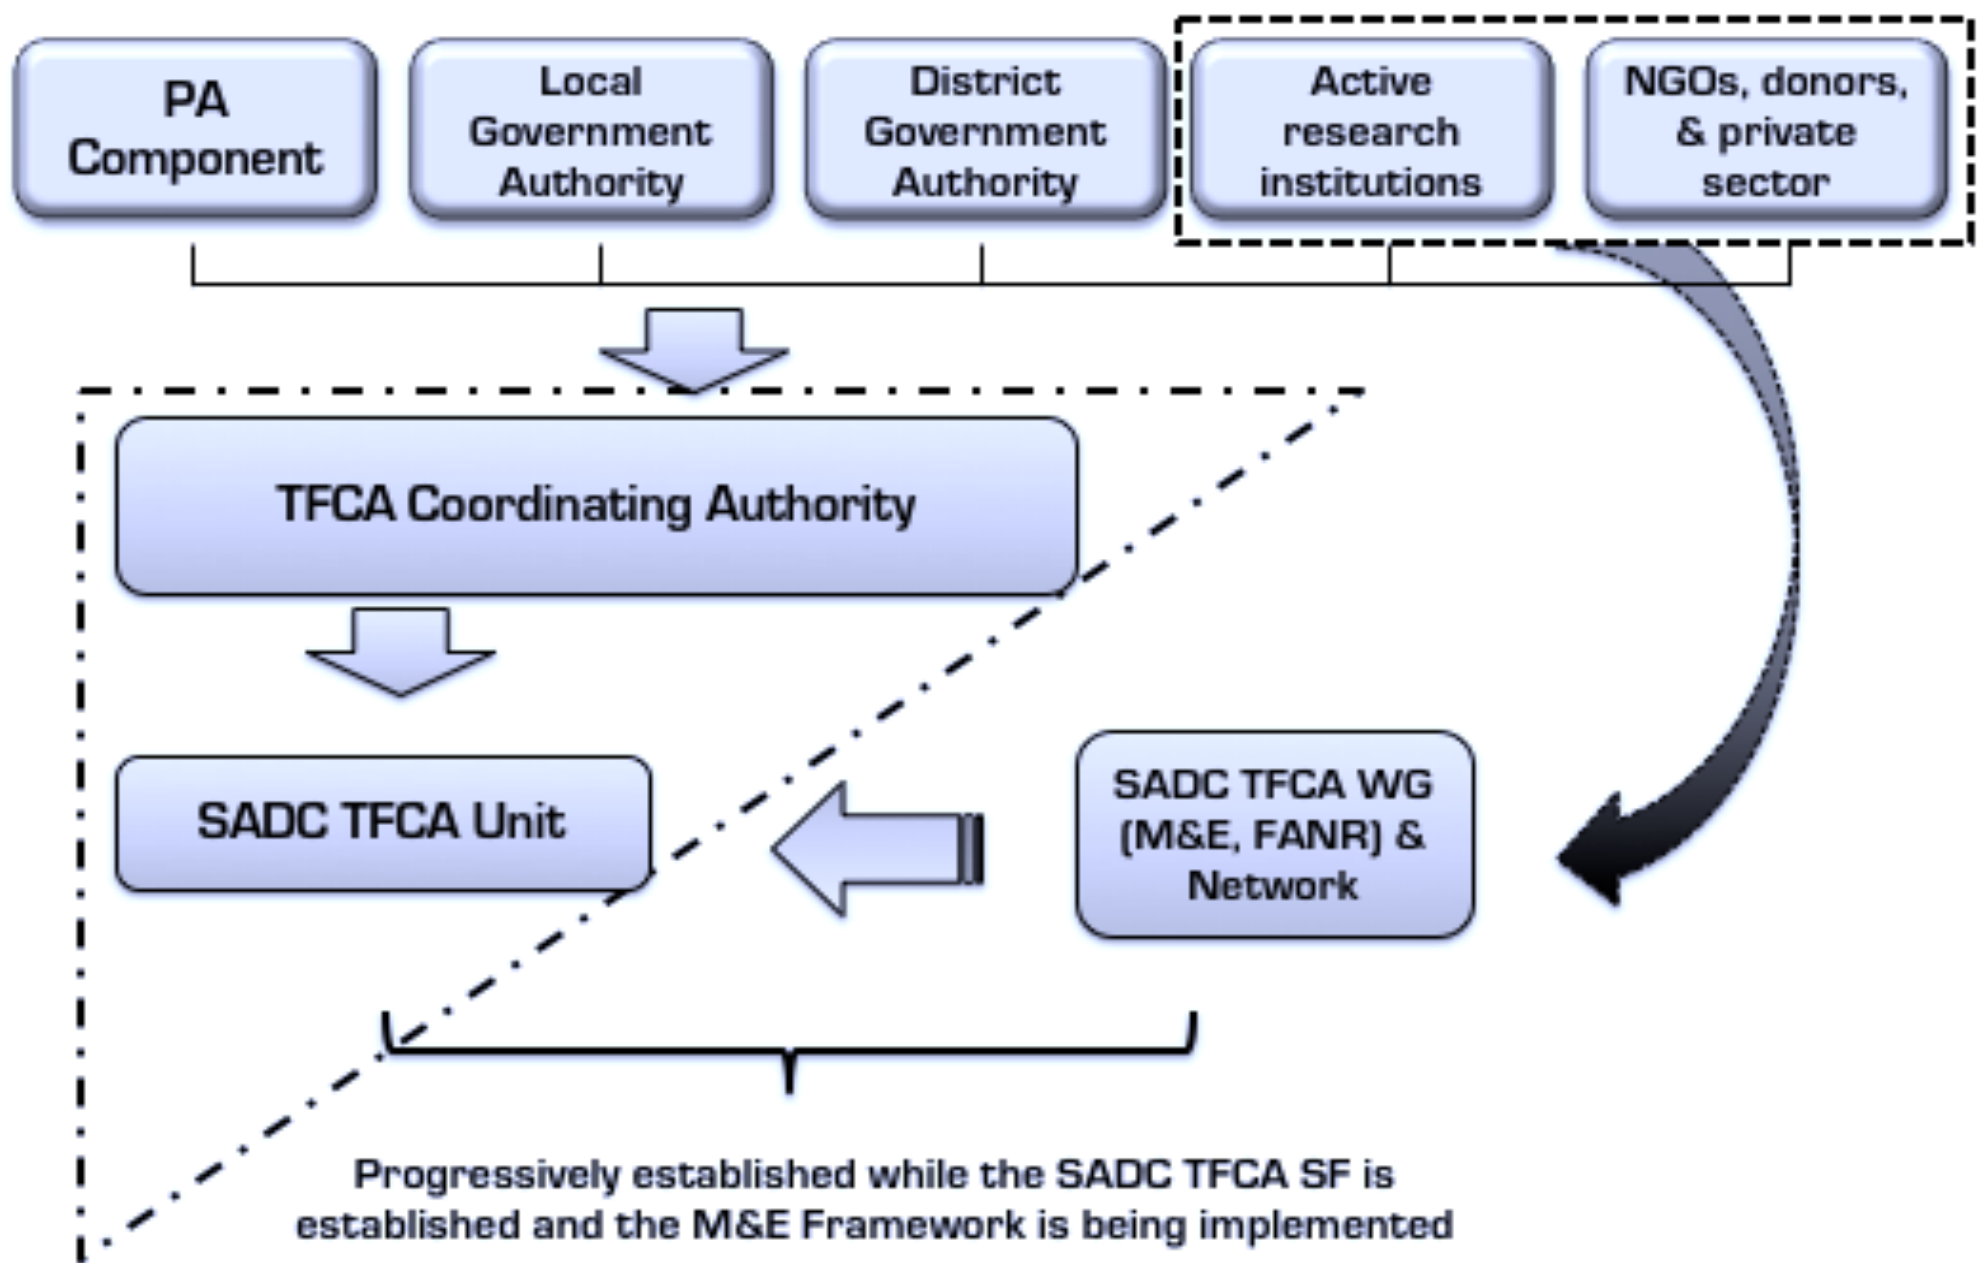 PA
Component
Local
Government
Authority
District
Government
Authority
Active
research
institutions
NGOs, donors,
& private
sector
TFCA Coordinating Authority
SADC TFCA Unit
SADC TFCA WG
(M&E, FANR) &
Network
Progressively established while the SADC TFCA SF is
established and the M&E Framework is being implemented